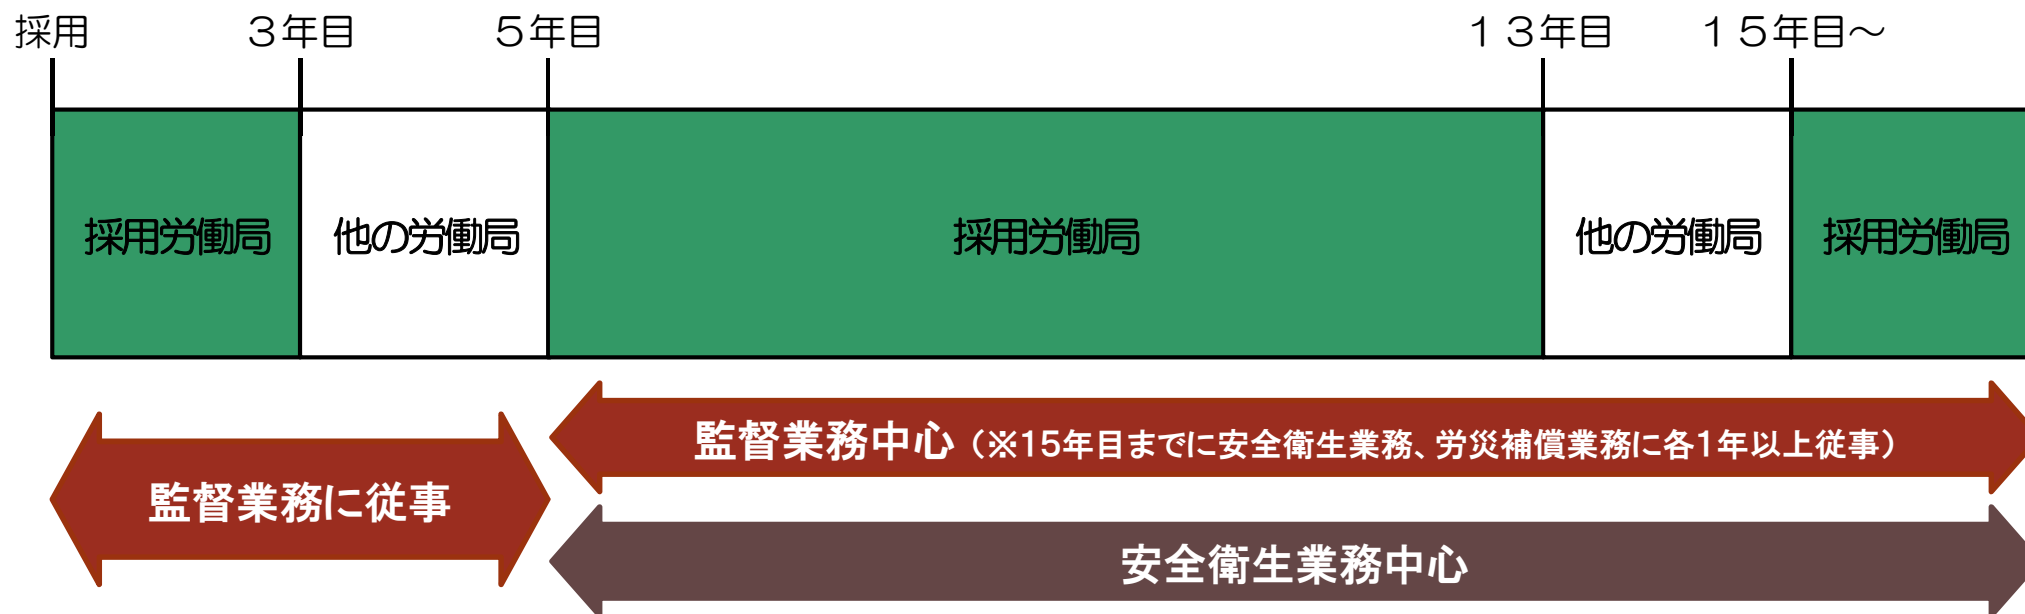 採用 3年目 5年目 13年目 15年目～
採用労働局 他の労働局 採用労働局 他の労働局 採用労働局
監督業務中心（※15年目までに安全衛生業務、労災補償業務に各1年以上従事）
監督業務に従事
安全衛生業務中心